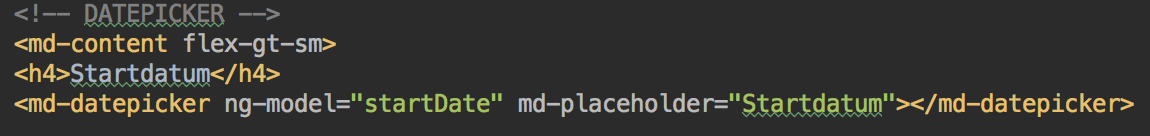 <!-- DATEPICKER -->
<md-content flex-gt-sm>
<h4>Startdatum</h4>
<md-datepicker ng-model="startDate" md-placeholder="Startdatum"></md-datepicker>